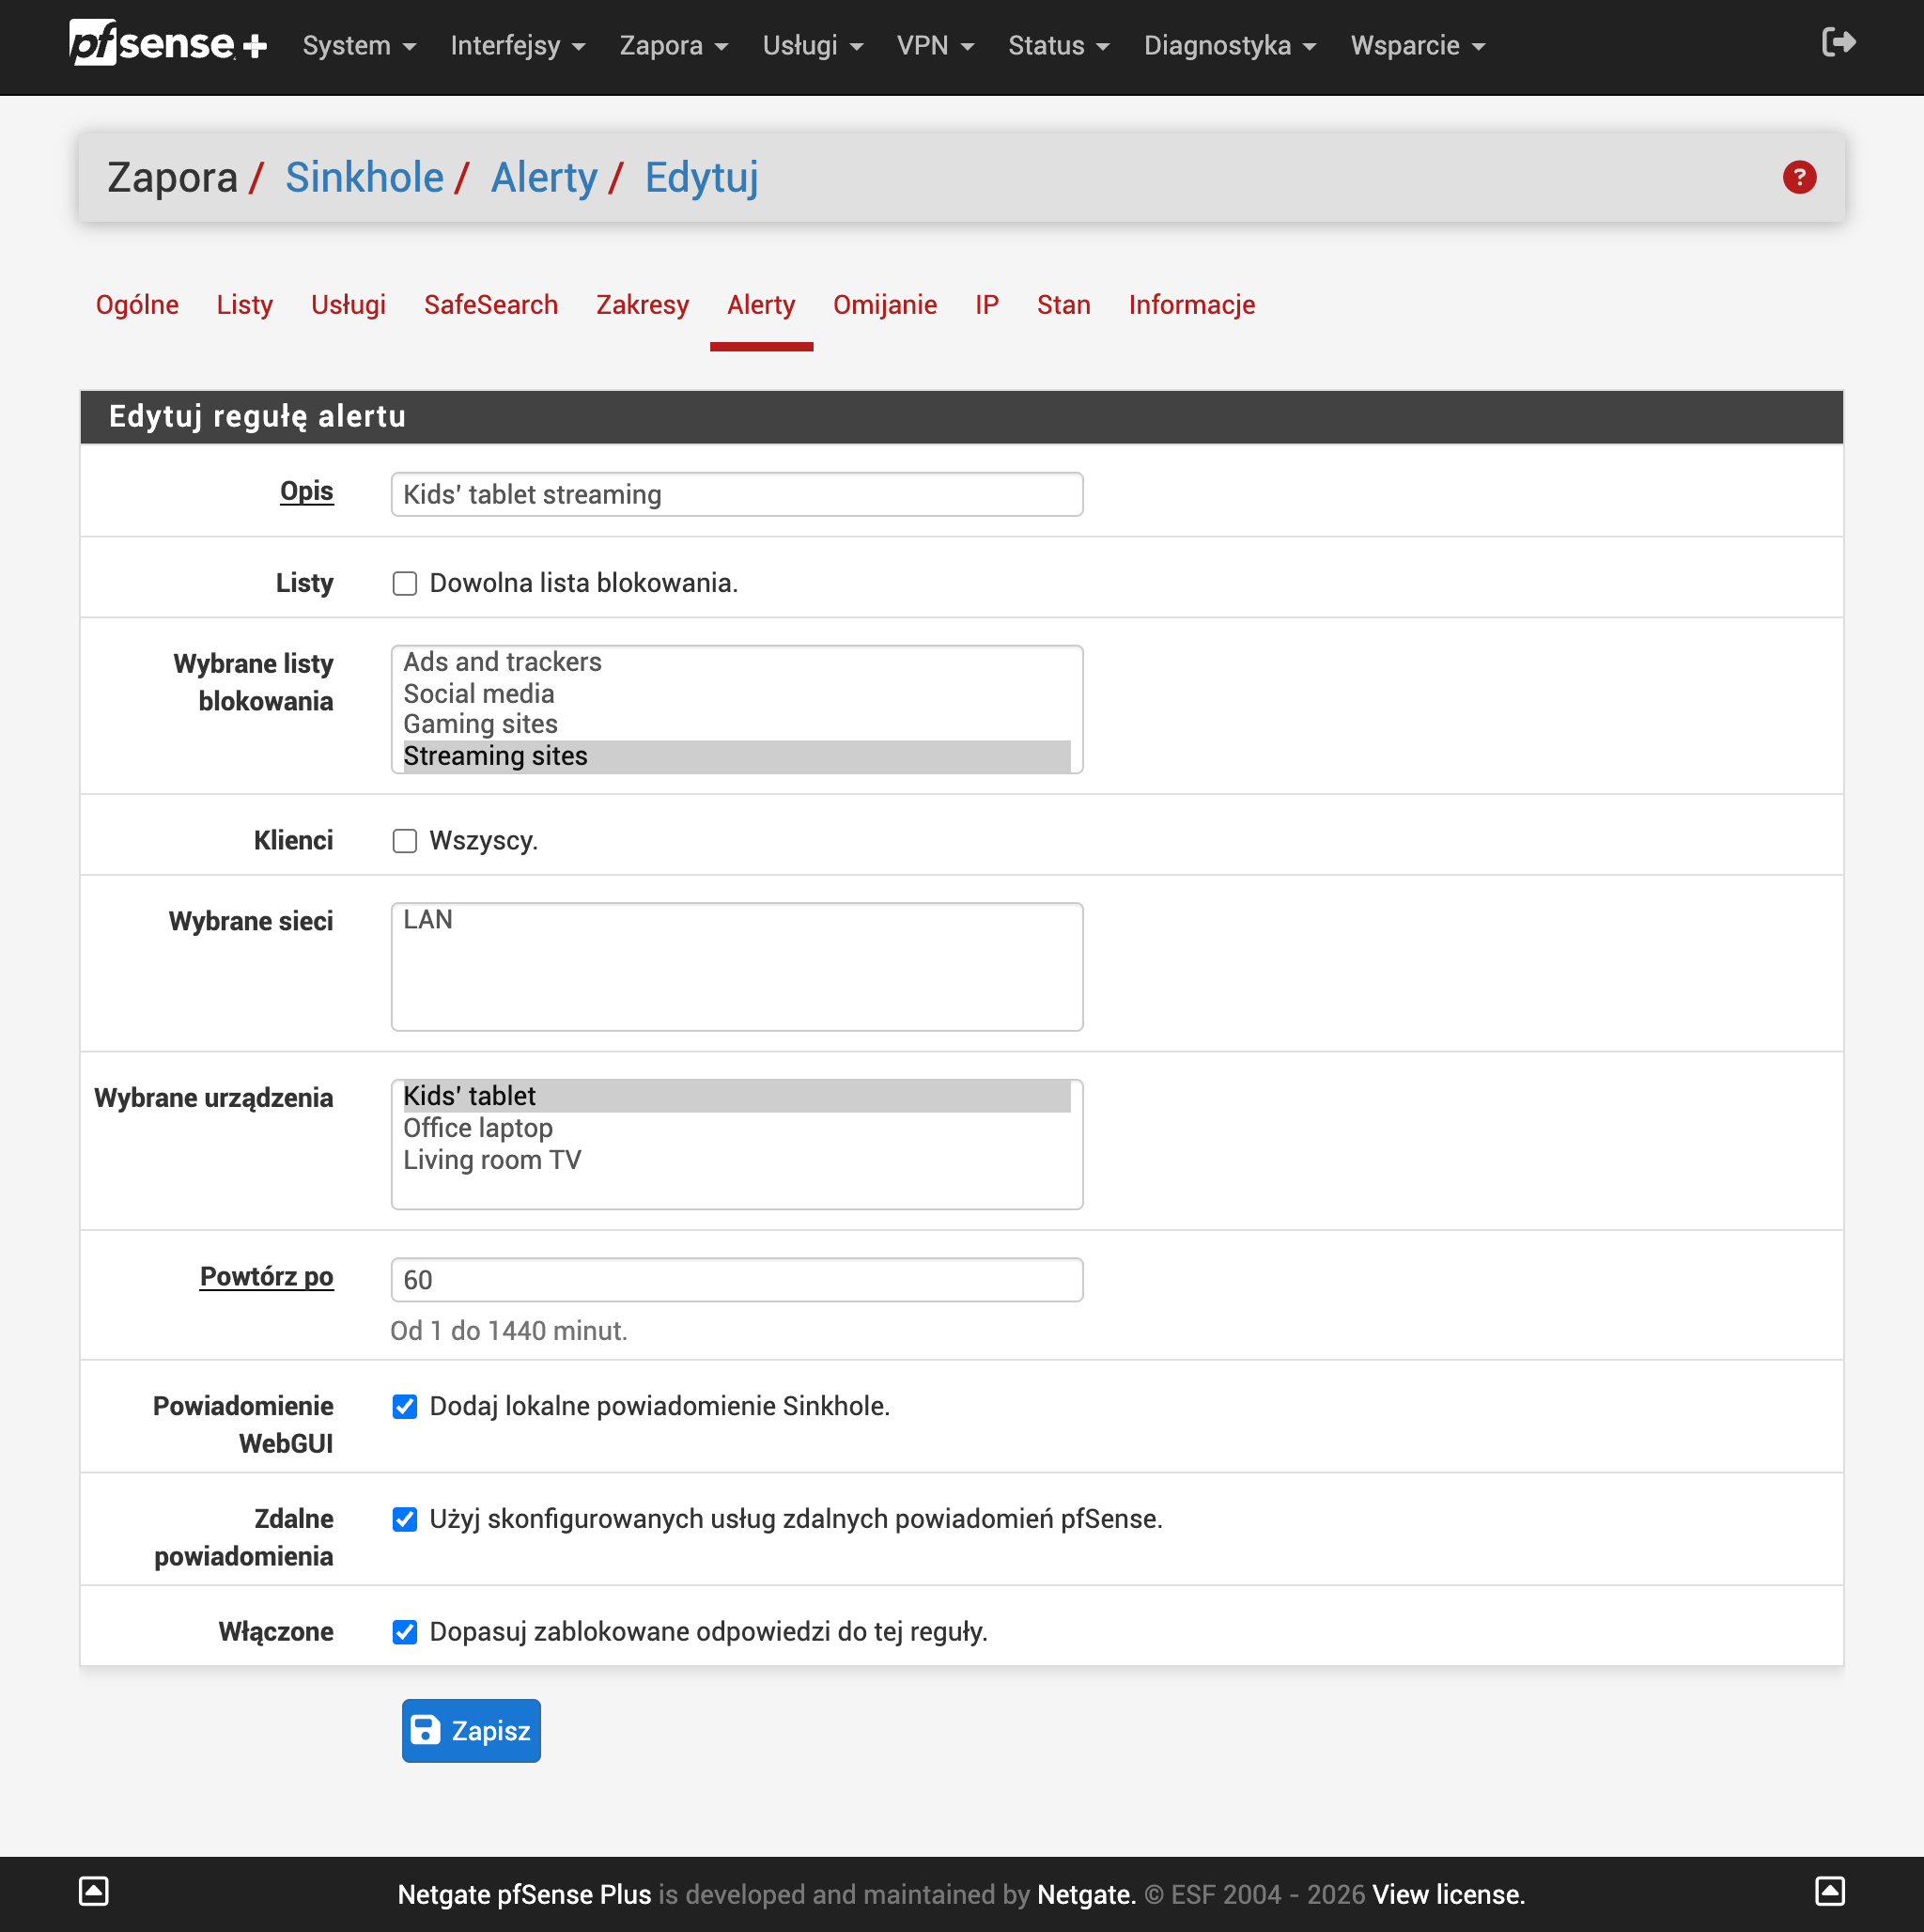 pfsense+ System Interfejsy Zapora Usługi VPN Status Diagnostyka Wsparcie
Zapora / Sinkhole / Alerty / Edytuj ?
Ogólne Listy Usługi SafeSearch Zakresy Alerty Omijanie IP Stan Informacje
Edytuj regułę alertu
Opis Kids' tablet streaming
Listy Dowolna lista blokowania.
Wybrane listy
blokowania
Ads and trackers
Social media
Gaming sites
Streaming sites
Klienci Wszyscy.
Wybrane sieci LAN
Wybrane urządzenia Kids' tablet
Office laptop
Living room TV
Powtórz po 60
Od 1 do 1440 minut.
Powiadomienie
WebGUI
Dodaj lokalne powiadomienie Sinkhole.
Zdalne
powiadomienia
Użyj skonfigurowanych usług zdalnych powiadomień pfSense.
Włączone Dopasuj zablokowane odpowiedzi do tej reguły.
Zapisz
Netgate pfSense Plus is developed and maintained by Netgate. © ESF 2004 - 2026 View license.